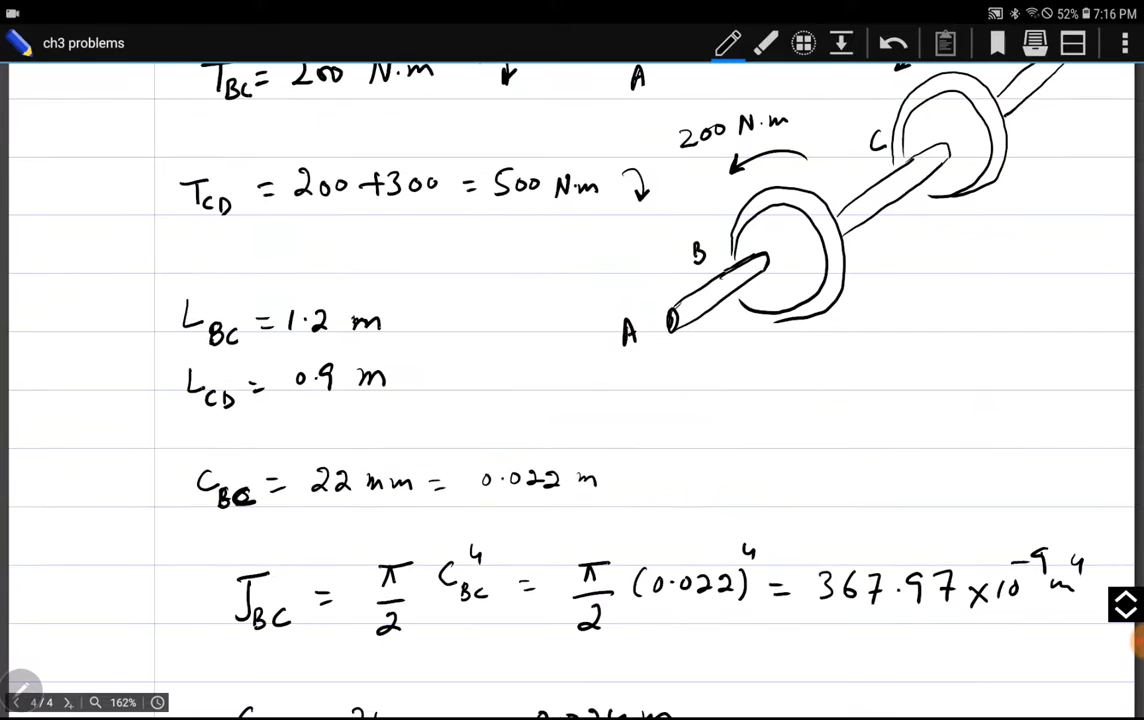 52% 7:16 PM
ch3 problems
T_BC = 200 N.m
A
200 N.m
C
T_CD = 200 + 300 = 500 N.m
B
A
L_BC = 1.2 m
L_CD = 0.9 m
C_BC = 22 mm = 0.022 m
J_BC = π/2 C_BC^4 = π/2 (0.022)^4 = 367.97 × 10^-9 m^4
4/4 162%